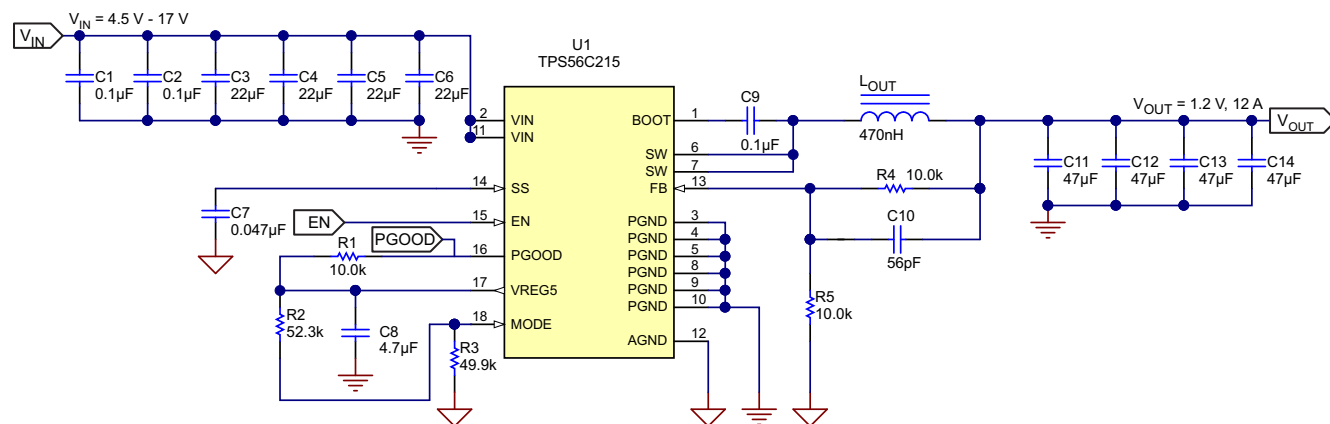 V_IN
V_IN = 4.5 V - 17 V
C1
0.1µF
C2
0.1µF
C3
22µF
C4
22µF
C5
22µF
C6
22µF
U1
TPS56C215
2
VIN
11
VIN
14
SS
15
EN
16
PGOOD
17
VREG5
18
MODE
BOOT
1
SW
6
SW
7
FB
13
PGND
3
PGND
4
PGND
5
PGND
8
PGND
9
PGND
10
AGND
12
C7
0.047µF
EN
PGOOD
R1
10.0k
R2
52.3k
C8
4.7µF
R3
49.9k
C9
0.1µF
L_OUT
470nH
R4
10.0k
C10
56pF
R5
10.0k
V_OUT = 1.2 V, 12 A
V_OUT
C11
47µF
C12
47µF
C13
47µF
C14
47µF